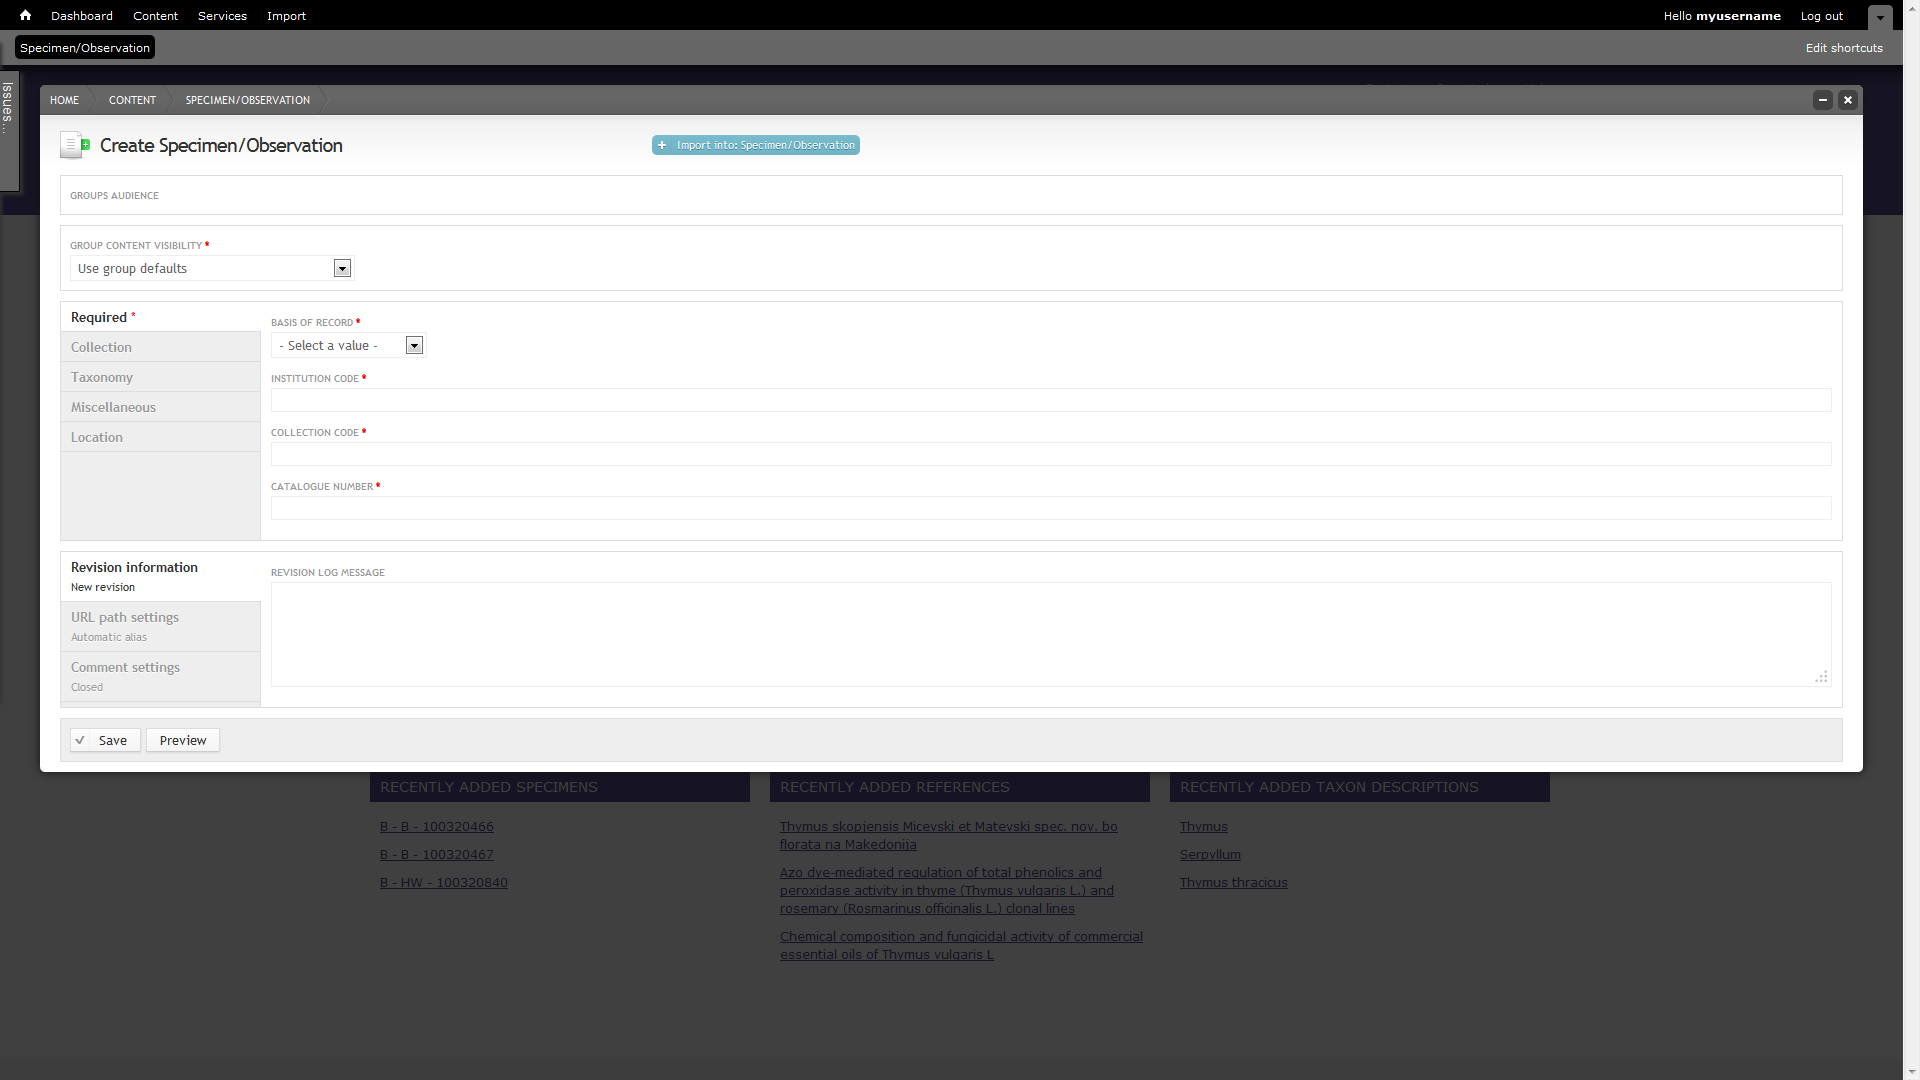 Dashboard Content Services Import Hello myusername Log out
Specimen/Observation Edit shortcuts
Issues...
HOME CONTENT SPECIMEN/OBSERVATION
Create Specimen/Observation
+ Import into: Specimen/Observation
GROUPS AUDIENCE
GROUP CONTENT VISIBILITY *
Use group defaults
Required *
Collection
Taxonomy
Miscellaneous
Location
BASIS OF RECORD *
- Select a value -
INSTITUTION CODE *
COLLECTION CODE *
CATALOGUE NUMBER *
Revision information
New revision
URL path settings
Automatic alias
Comment settings
Closed
REVISION LOG MESSAGE
Save Preview
RECENTLY ADDED SPECIMENS
B - B - 100320466
B - B - 100320467
B - HW - 100320840
RECENTLY ADDED REFERENCES
Thymus skopjensis Micevski et Matevski spec. nov. bo
florata na Makedonija
Azo dye-mediated regulation of total phenolics and
peroxidase activity in thyme (Thymus vulgaris L.) and
rosemary (Rosmarinus officinalis L.) clonal lines
Chemical composition and fungicidal activity of commercial
essential oils of Thymus vulgaris L
RECENTLY ADDED TAXON DESCRIPTIONS
Thymus
Serpyllum
Thymus thracicus